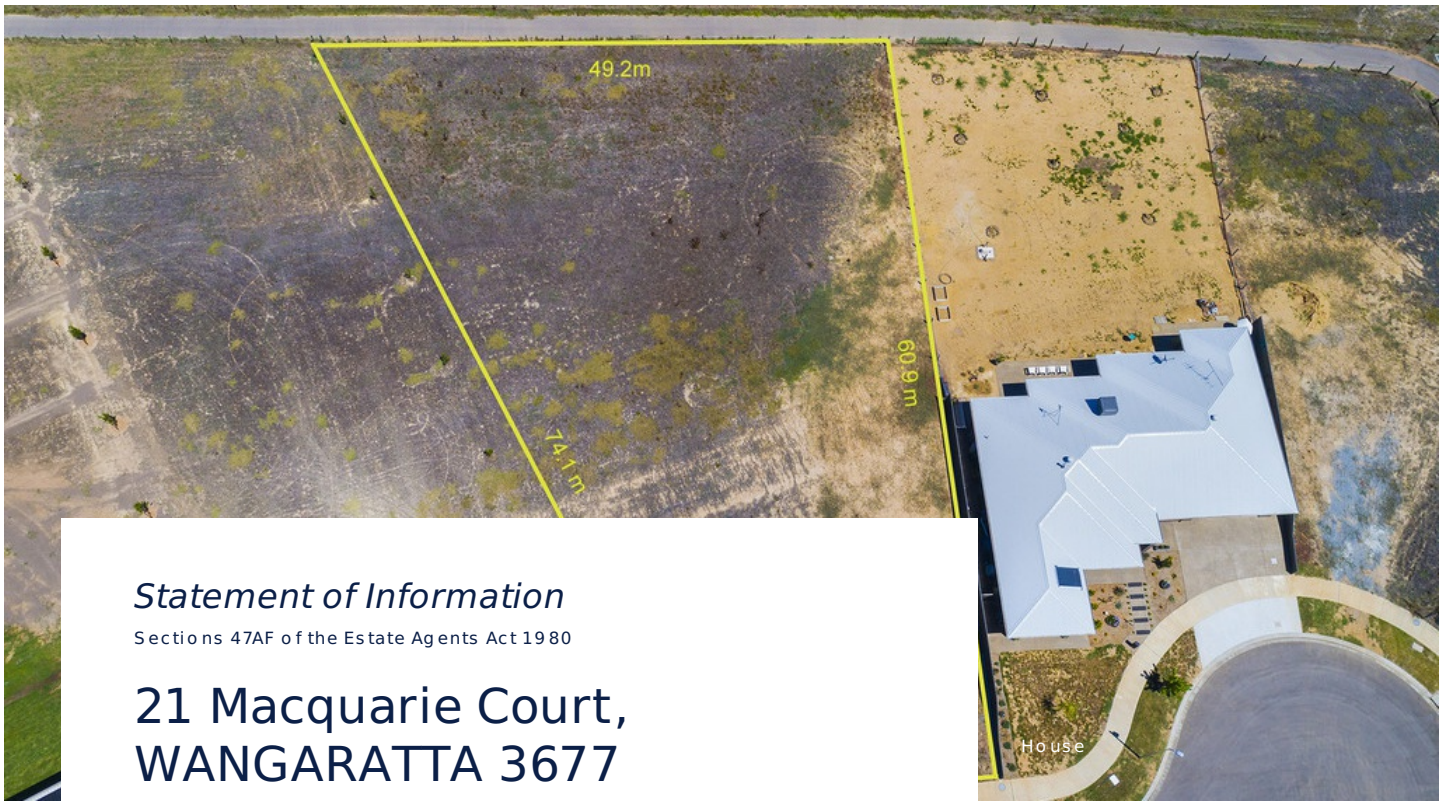 49.2m
60.9 m
74.1 m
Statement of Information
Sections 47AF of the Estate Agents Act 1980
21 Macquarie Court,
WANGARATTA 3677
House